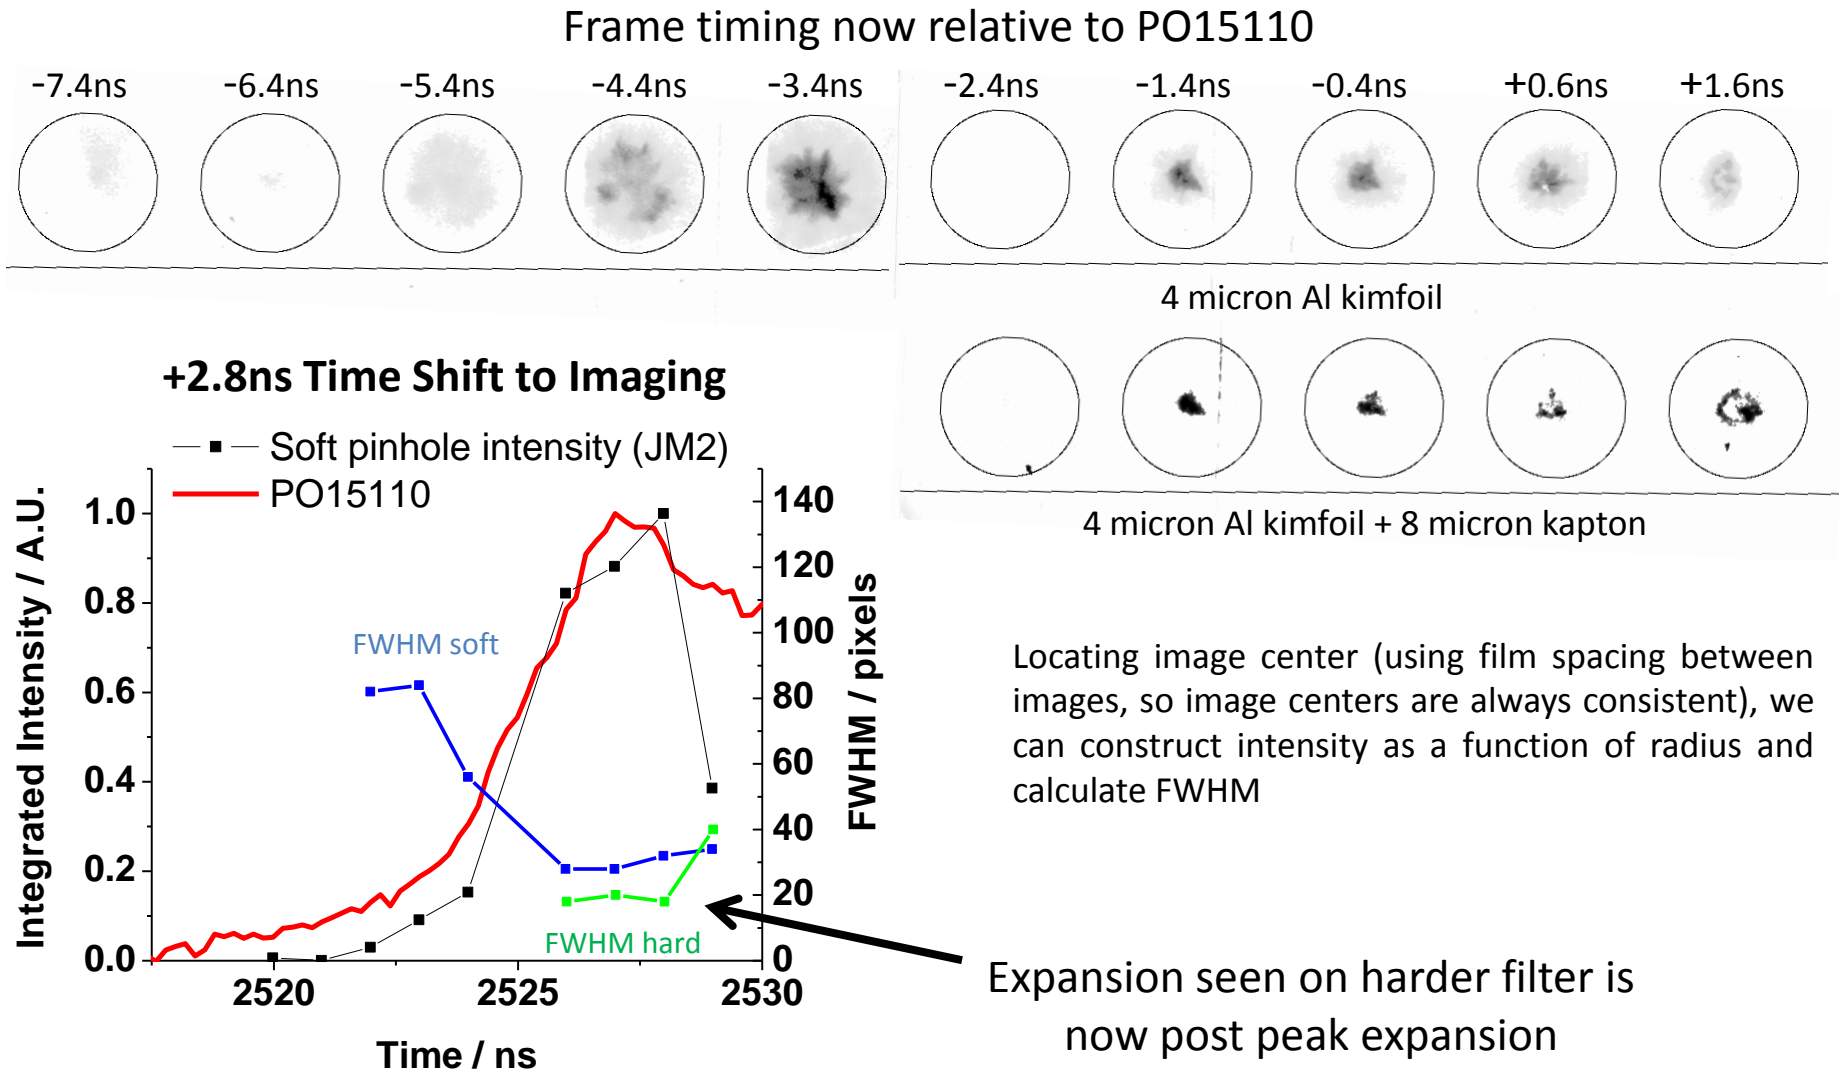 Frame timing now relative to PO15110
-7.4ns -6.4ns -5.4ns -4.4ns -3.4ns -2.4ns -1.4ns -0.4ns +0.6ns +1.6ns
4 micron Al kimfoil
4 micron Al kimfoil + 8 micron kapton
+2.8ns Time Shift to Imaging
Soft pinhole intensity (JM2)
PO15110
Integrated Intensity / A.U.
1.0
0.8
0.6
0.4
0.2
0.0
FWHM soft
FWHM hard
140
120
100
80
60
40
20
0
FWHM / pixels
2520 2525 2530
Time / ns
Locating image center (using film spacing between
images, so image centers are always consistent), we
can construct intensity as a function of radius and
calculate FWHM
Expansion seen on harder filter is
now post peak expansion